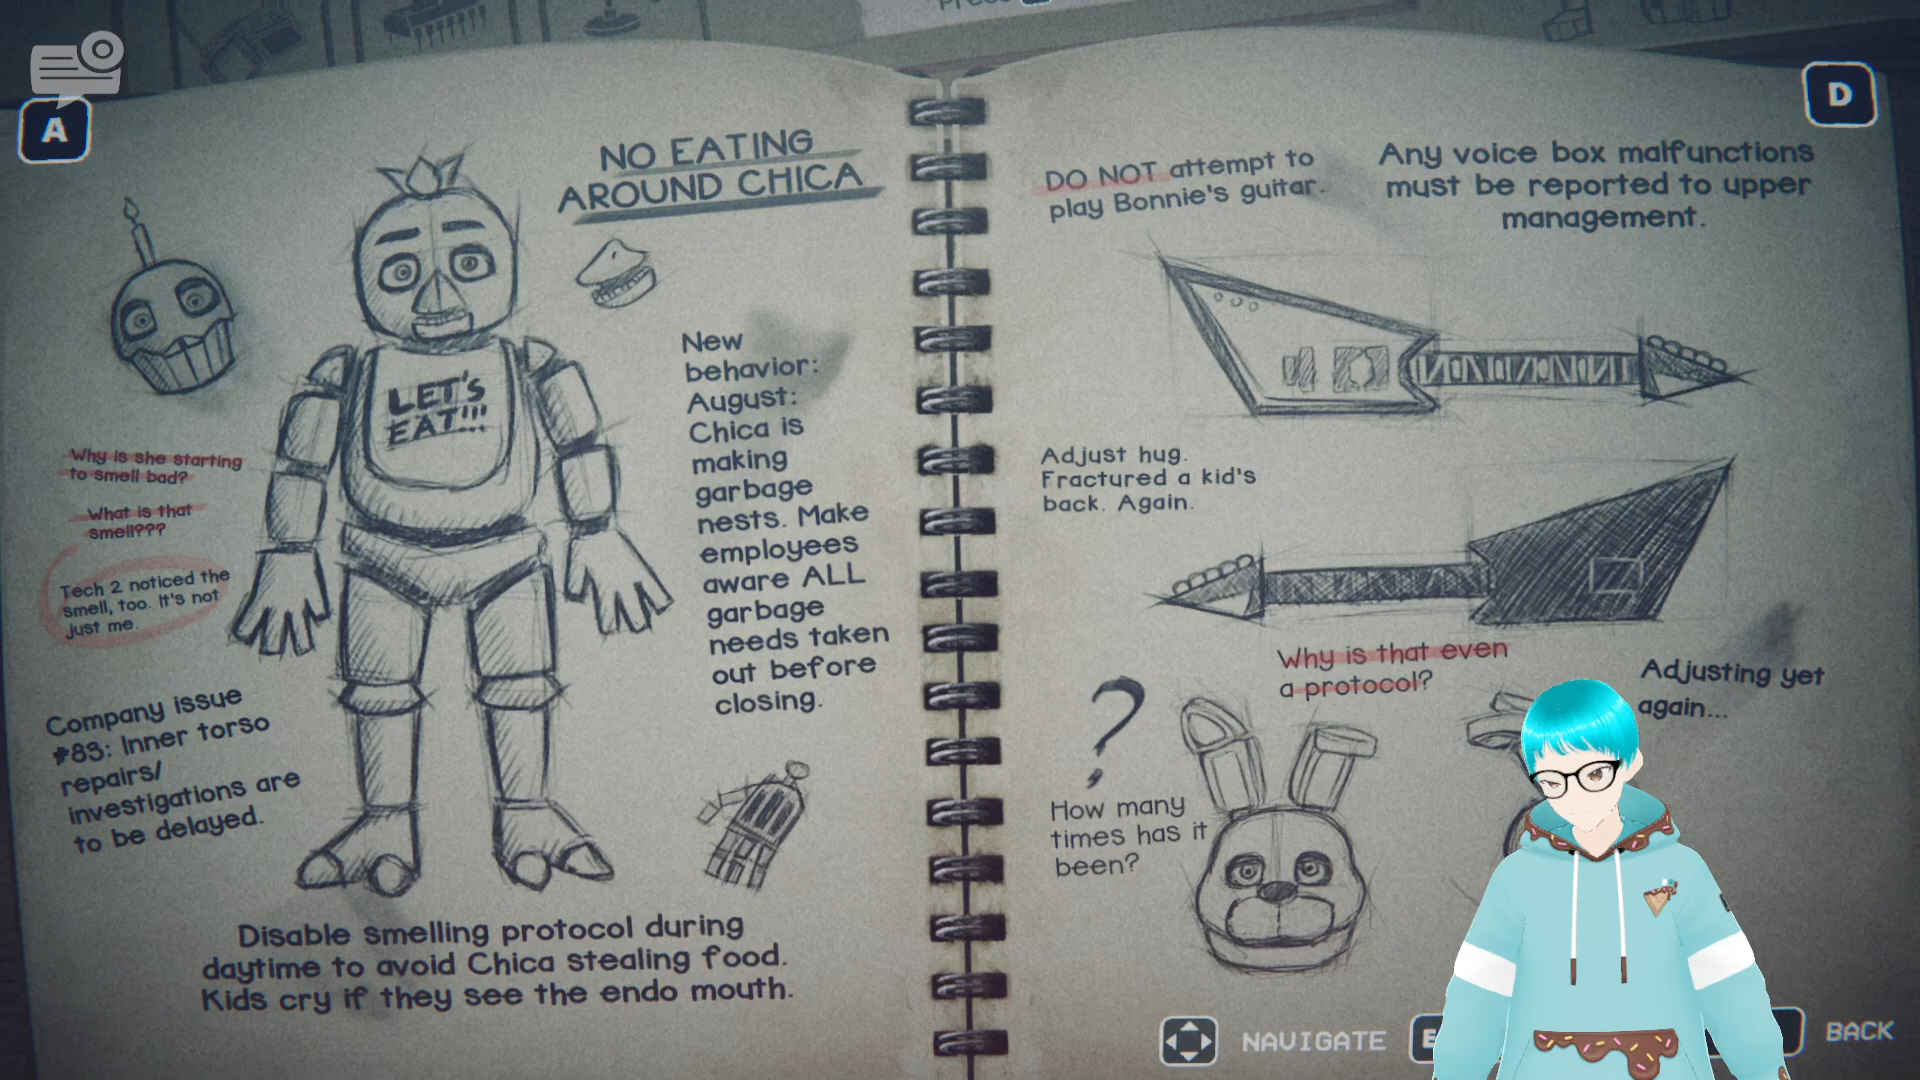 Press
A
D
NO EATING
AROUND CHICA
LET'S
EAT!!!
New
behavior:
August:
Chica is
making
garbage
nests. Make
employees
aware ALL
garbage
needs taken
out before
closing.
Why is she starting
to smell bad?
What is that
smell???
Tech 2 noticed the
smell, too. It's not
just me.
Company issue
#83: Inner torso
repairs/
investigations are
to be delayed.
Disable smelling protocol during
daytime to avoid Chica stealing food.
Kids cry if they see the endo mouth.
DO NOT attempt to
play Bonnie's guitar.
Any voice box malfunctions
must be reported to upper
management.
Adjust hug.
Fractured a kid's
back. Again.
Why is that even
a protocol?
Adjusting yet
again...
?
How many
times has it
been?
NAVIGATE
E
BACK